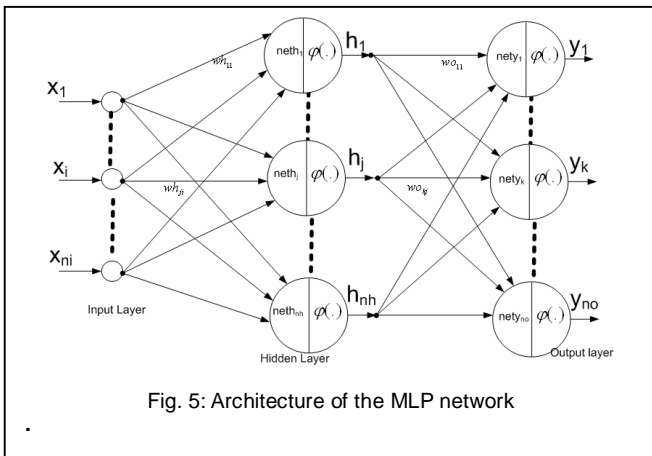 x1
xi
xni
wh11
whji
Input Layer
neth1 φ(.)
nethj φ(.)
nethnh φ(.)
Hidden Layer
h1
hj
hnh
wo11
wokj
nety1 φ(.)
netyk φ(.)
netyno φ(.)
y1
yk
yno
Output layer
Fig. 5: Architecture of the MLP network
.